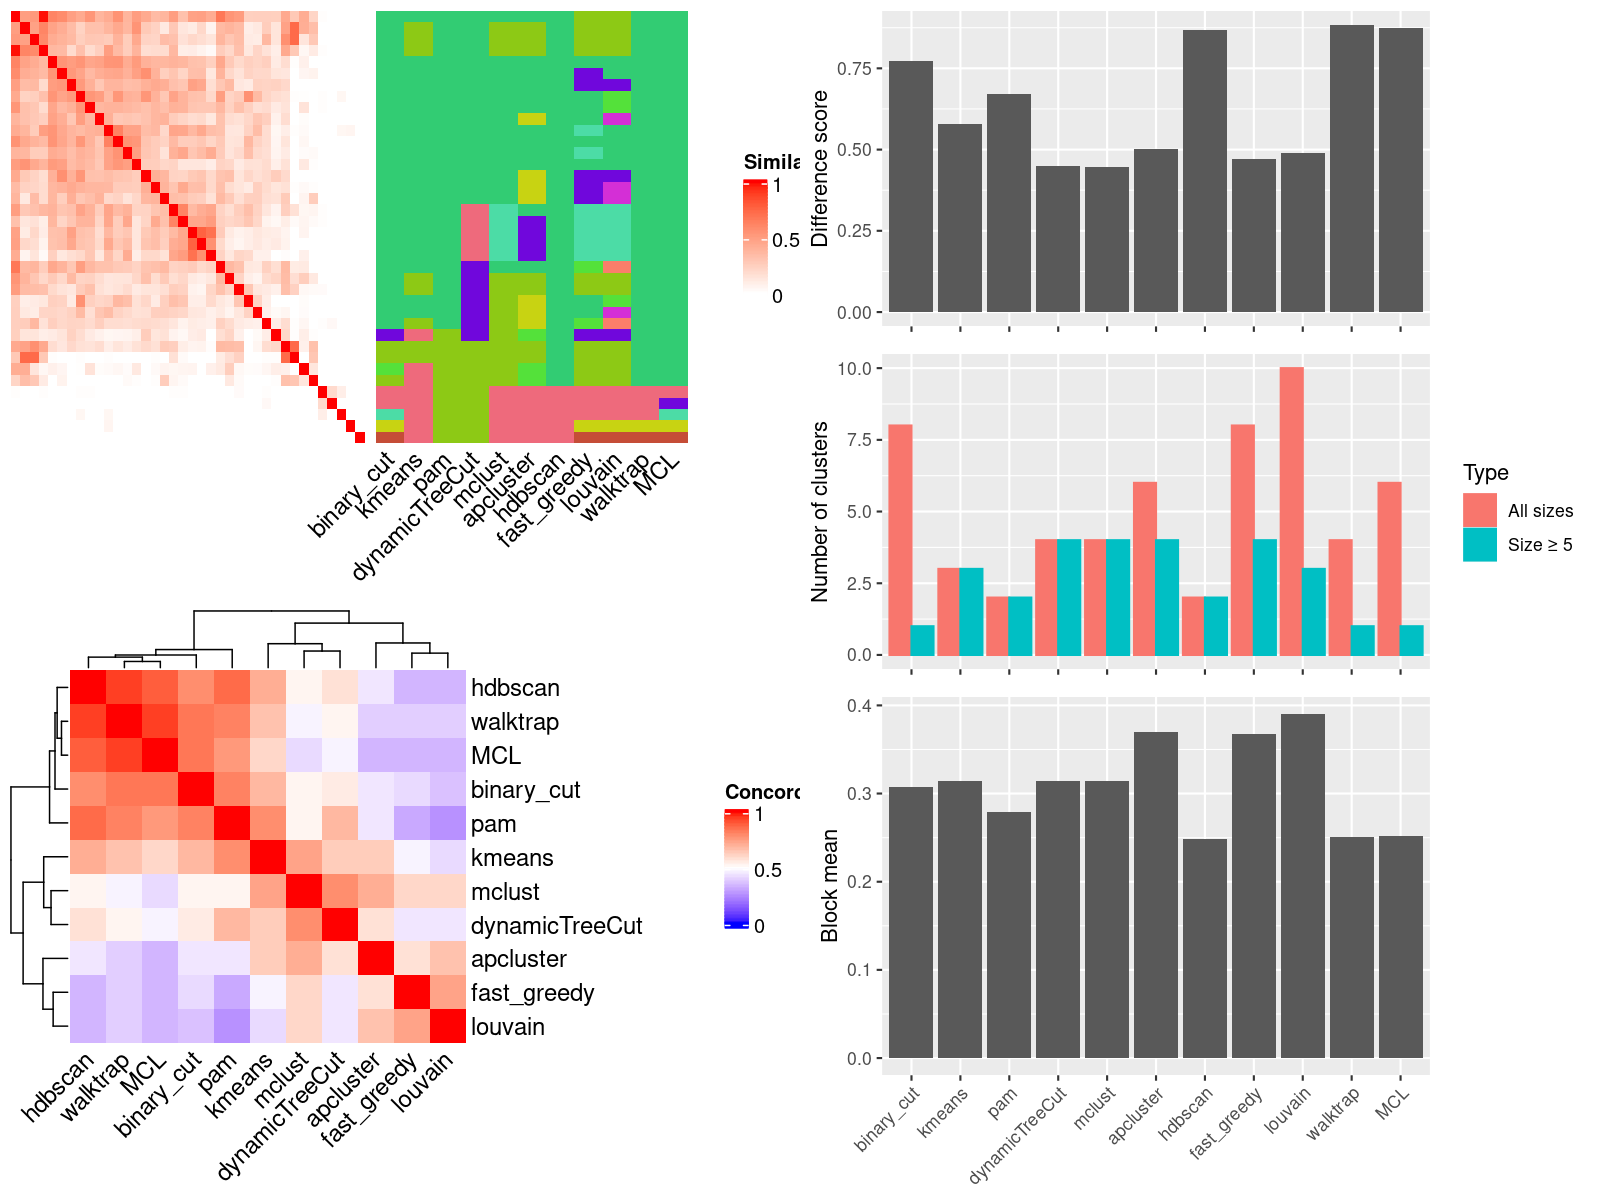 Simila
1
0.5
0
binary_cut
kmeans
pam
dynamicTreeCut
mclust
apcluster
hdbscan
fast_greedy
louvain
walktrap
MCL
hdbscan
walktrap
MCL
binary_cut
pam
kmeans
mclust
dynamicTreeCut
apcluster
fast_greedy
louvain
hdbscan
walktrap
MCL
binary_cut
pam
kmeans
mclust
dynamicTreeCut
apcluster
fast_greedy
louvain
Concord
1
0.5
0
Difference score
0.75
0.50
0.25
0.00
Number of clusters
10.0
7.5
5.0
2.5
0.0
Type
All sizes
Size ≥ 5
Block mean
0.4
0.3
0.2
0.1
0.0
binary_cut
kmeans
pam
dynamicTreeCut
mclust
apcluster
hdbscan
fast_greedy
louvain
walktrap
MCL